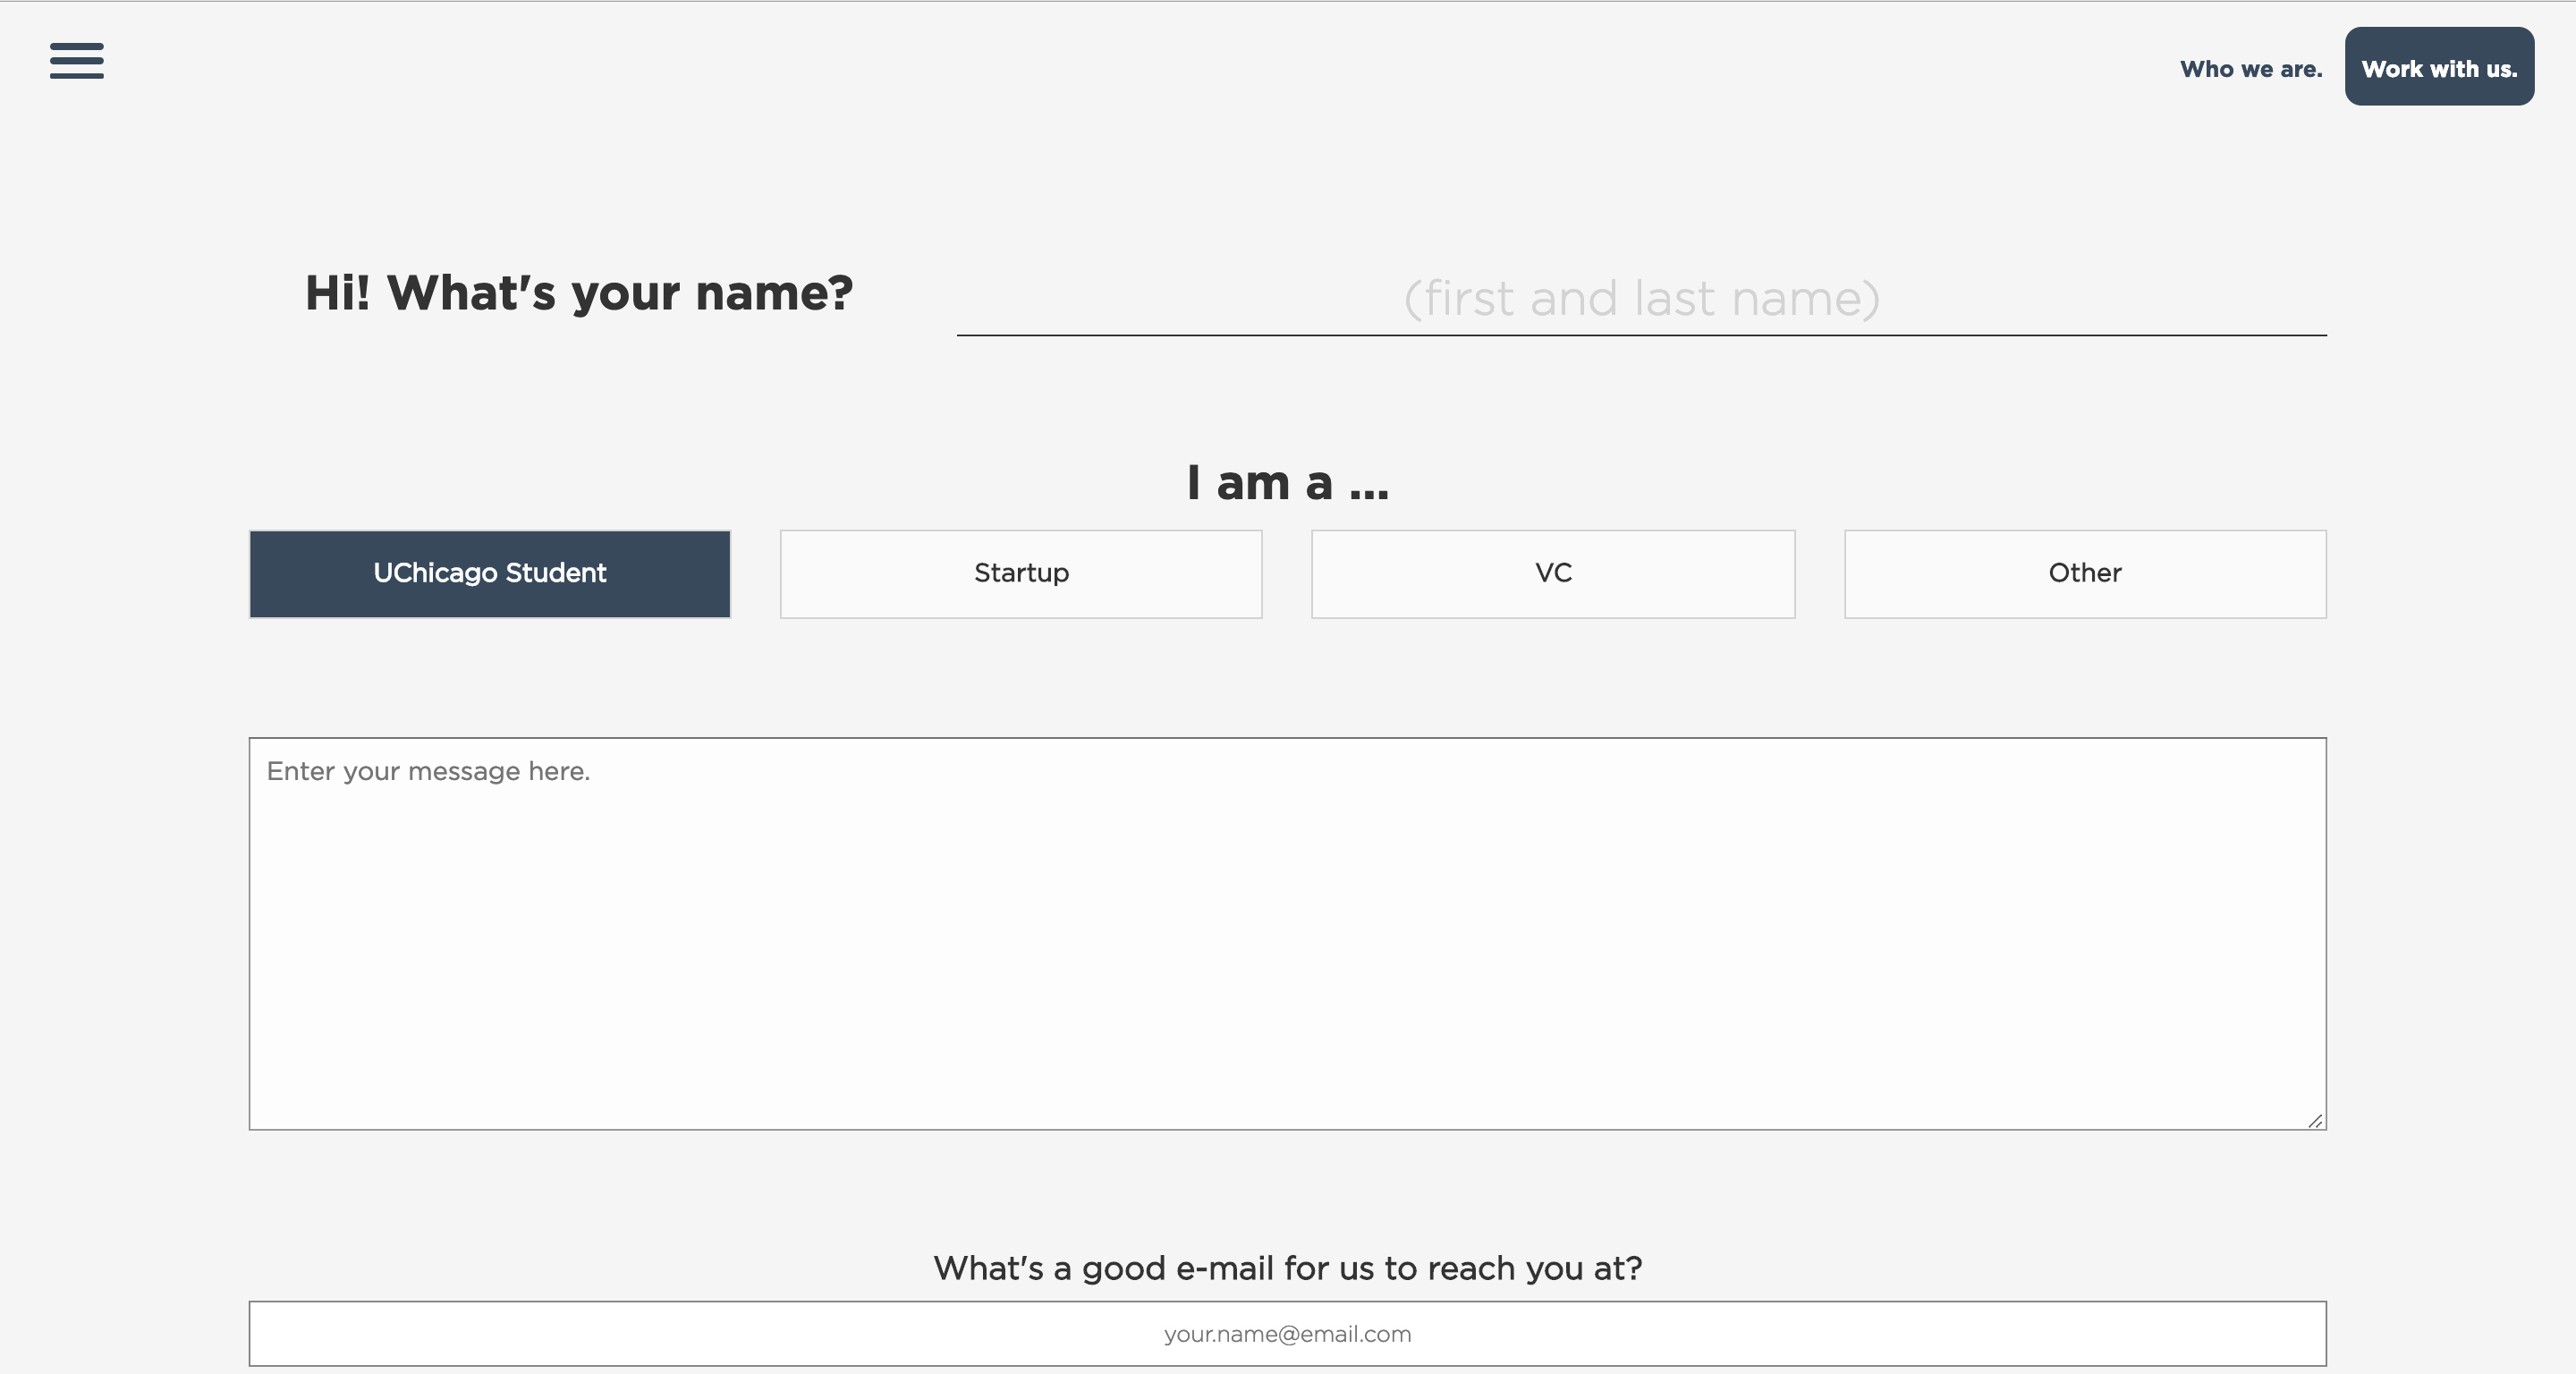 Who we are.
Work with us.
Hi! What's your name?
(first and last name)
I am a ...
UChicago Student
Startup
VC
Other
Enter your message here.
What's a good e-mail for us to reach you at?
your.name@email.com